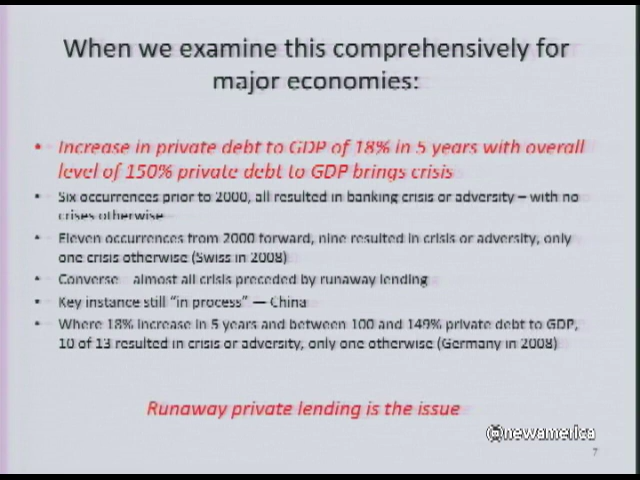 When we examine this comprehensively for
major economies:
• Increase in private debt to GDP of 18% in 5 years with overall
level of 150% private debt to GDP brings crisis
• Six occurrences prior to 2000, all resulted in banking crisis or adversity – with no
crises otherwise
• Eleven occurrences from 2000 forward, nine resulted in crisis or adversity, only
one crisis otherwise (Swiss in 2008)
• Converse – almost all crisis preceded by runaway lending
• Key instance still "in process" — China
• Where 18% increase in 5 years and between 100 and 149% private debt to GDP,
10 of 13 resulted in crisis or adversity, only one otherwise (Germany in 2008)
Runaway private lending is the issue
@newamerica
7